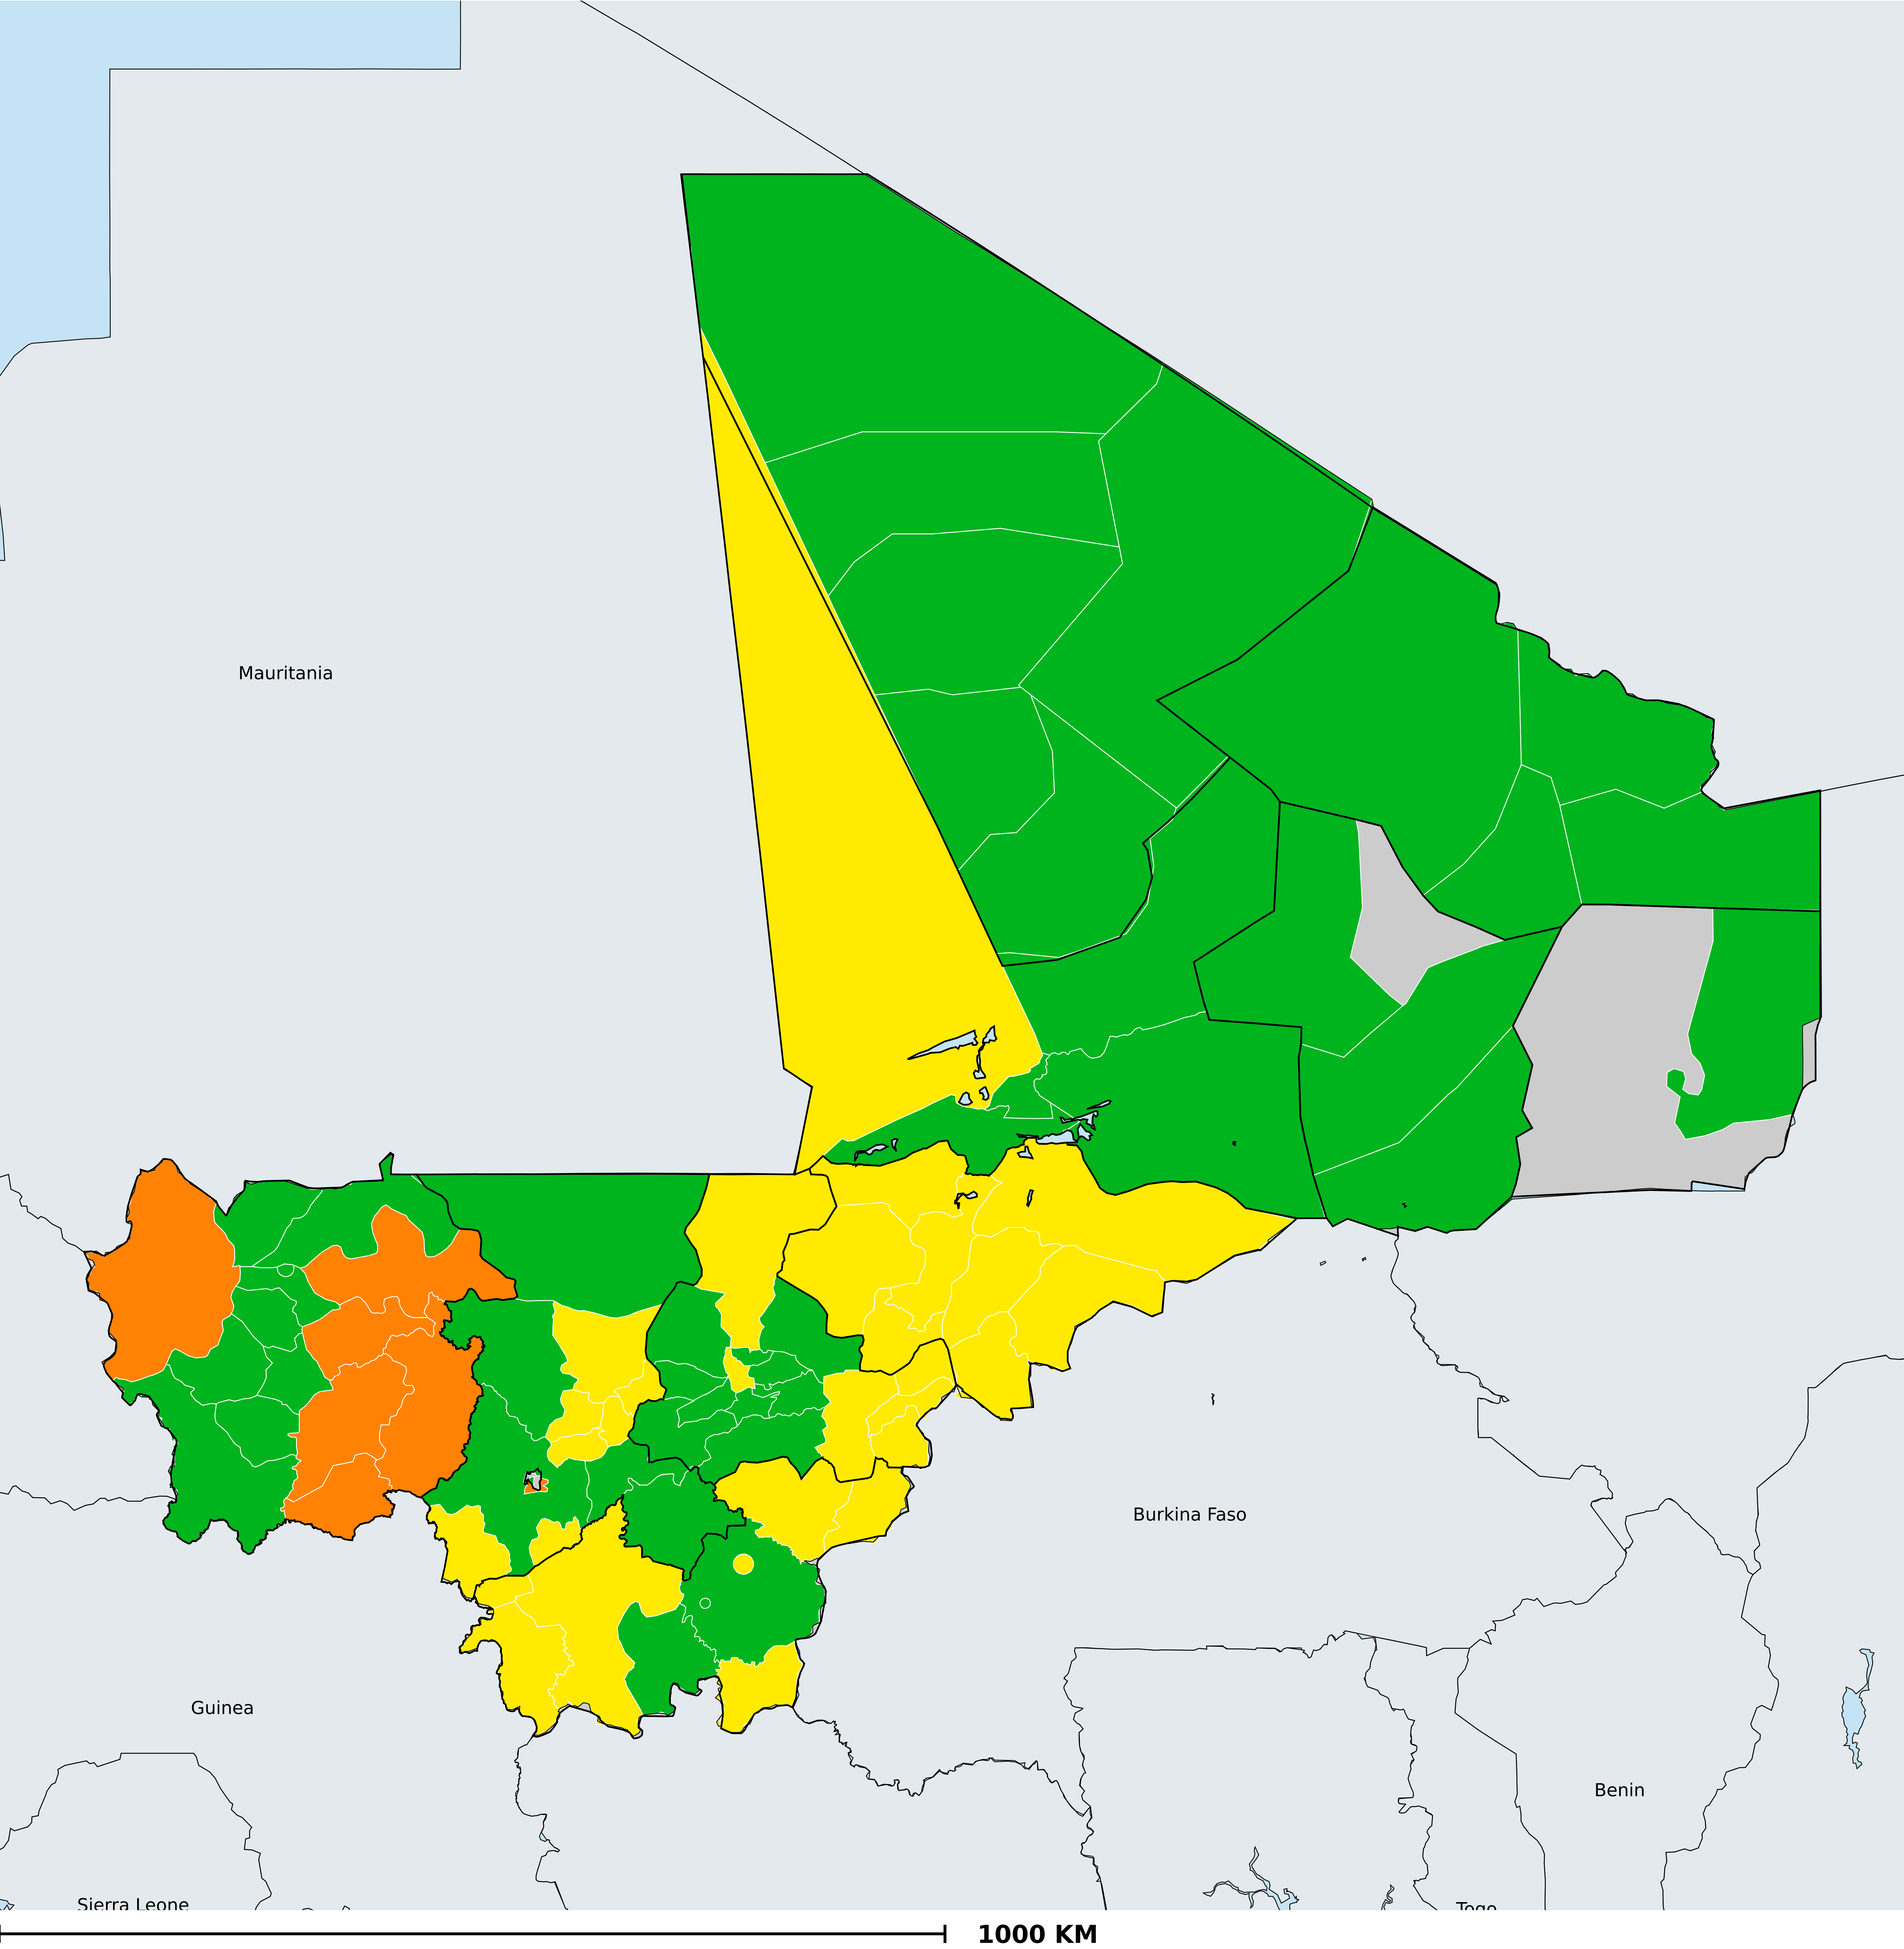 Mauritania
Burkina Faso
Guinea
Benin
Sierra Leone
Togo
1000 KM